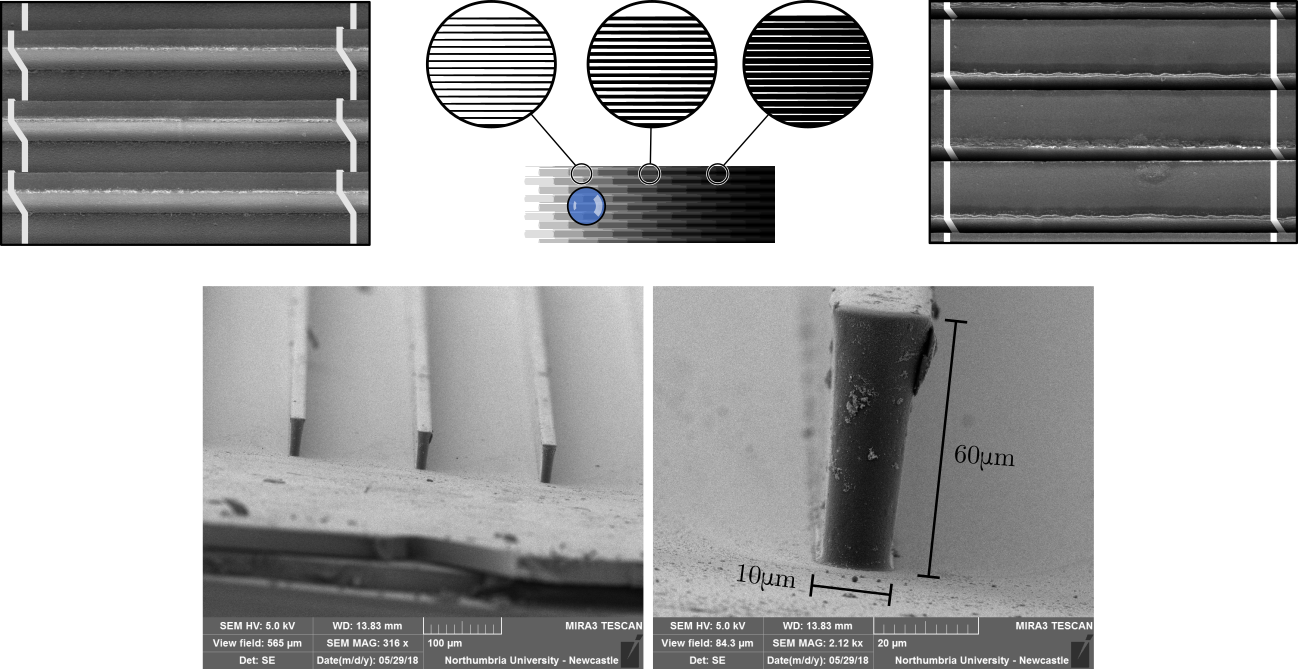 60μm
10μm
SEM HV: 5.0 kV WD: 13.83 mm MIRA3 TESCAN
View field: 565 μm SEM MAG: 316 x 100 μm
Det: SE Date(m/d/y): 05/29/18 Northumbria University - Newcastle
SEM HV: 5.0 kV WD: 13.83 mm MIRA3 TESCAN
View field: 84.3 μm SEM MAG: 2.12 kx 20 μm
Det: SE Date(m/d/y): 05/29/18 Northumbria University - Newcastle